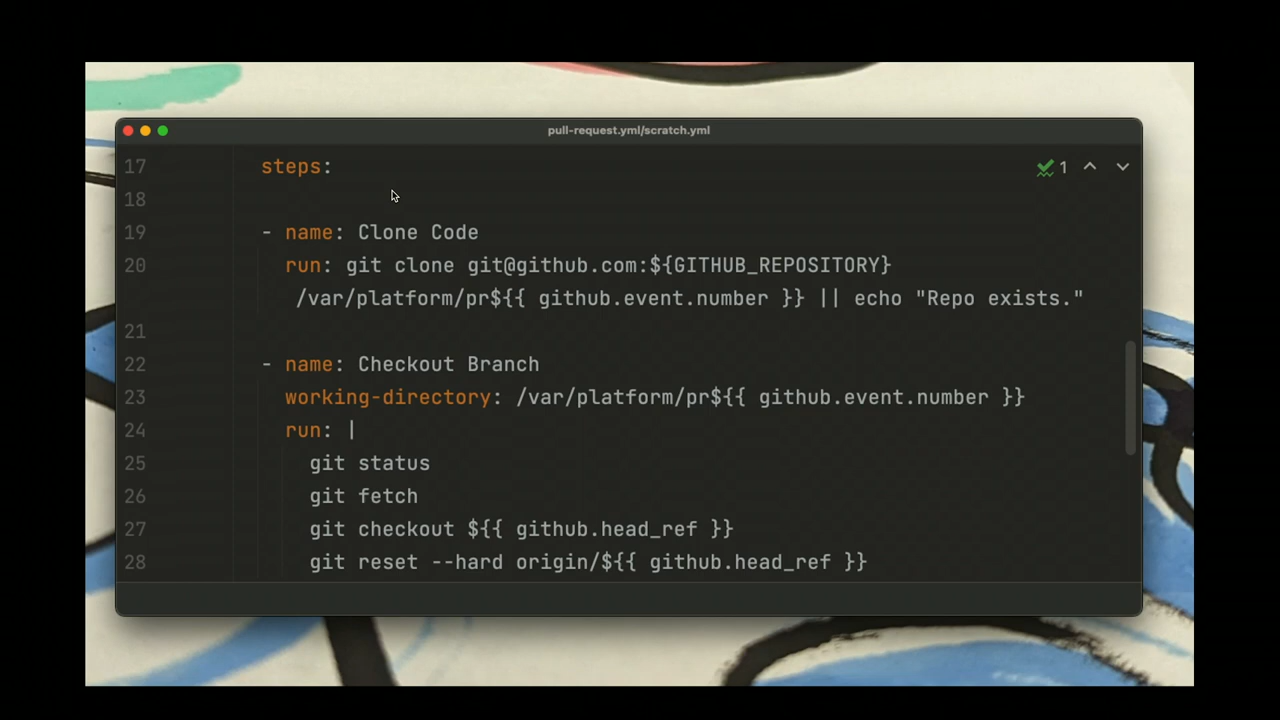 pull-request.yml/scratch.yml
17 steps:
1
18
19 - name: Clone Code
20 run: git clone git@github.com:${GITHUB_REPOSITORY}
/var/platform/pr${{ github.event.number }} || echo "Repo exists."
21
22 - name: Checkout Branch
23 working-directory: /var/platform/pr${{ github.event.number }}
24 run: |
25 git status
26 git fetch
27 git checkout ${{ github.head_ref }}
28 git reset --hard origin/${{ github.head_ref }}